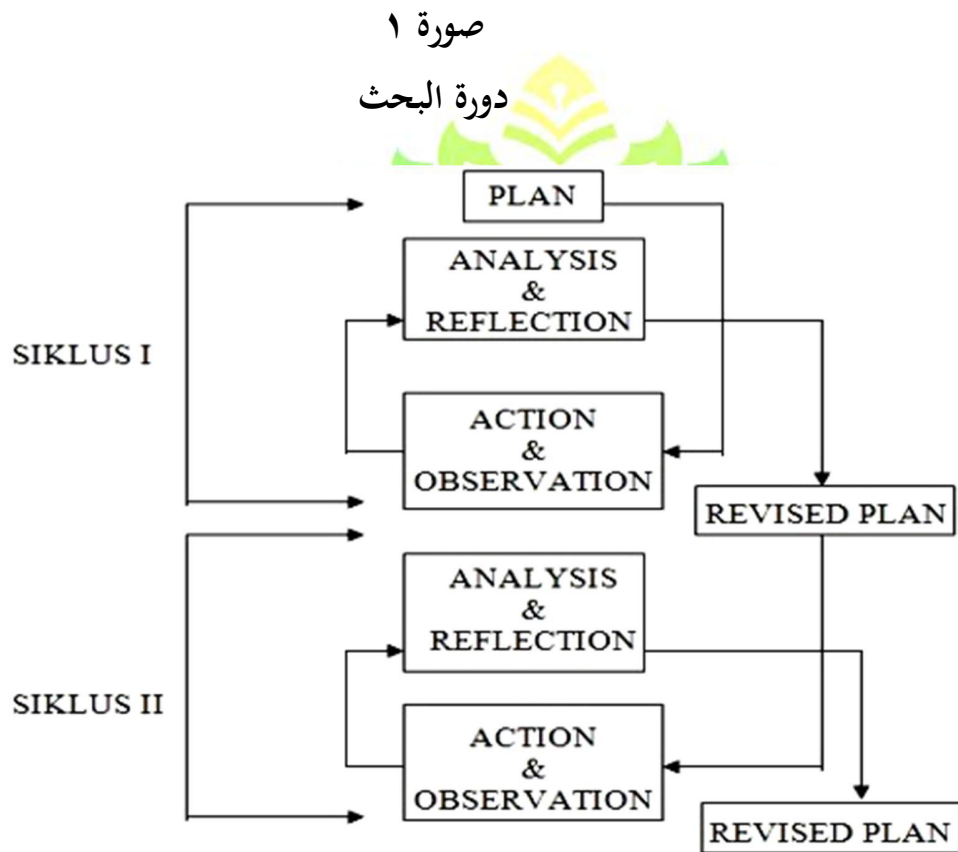 صورة ١
دورة البحث
PLAN
ANALYSIS
&
REFLECTION
SIKLUS I
ACTION
&
OBSERVATION
REVISED PLAN
ANALYSIS
&
REFLECTION
SIKLUS II
ACTION
&
OBSERVATION
REVISED PLAN